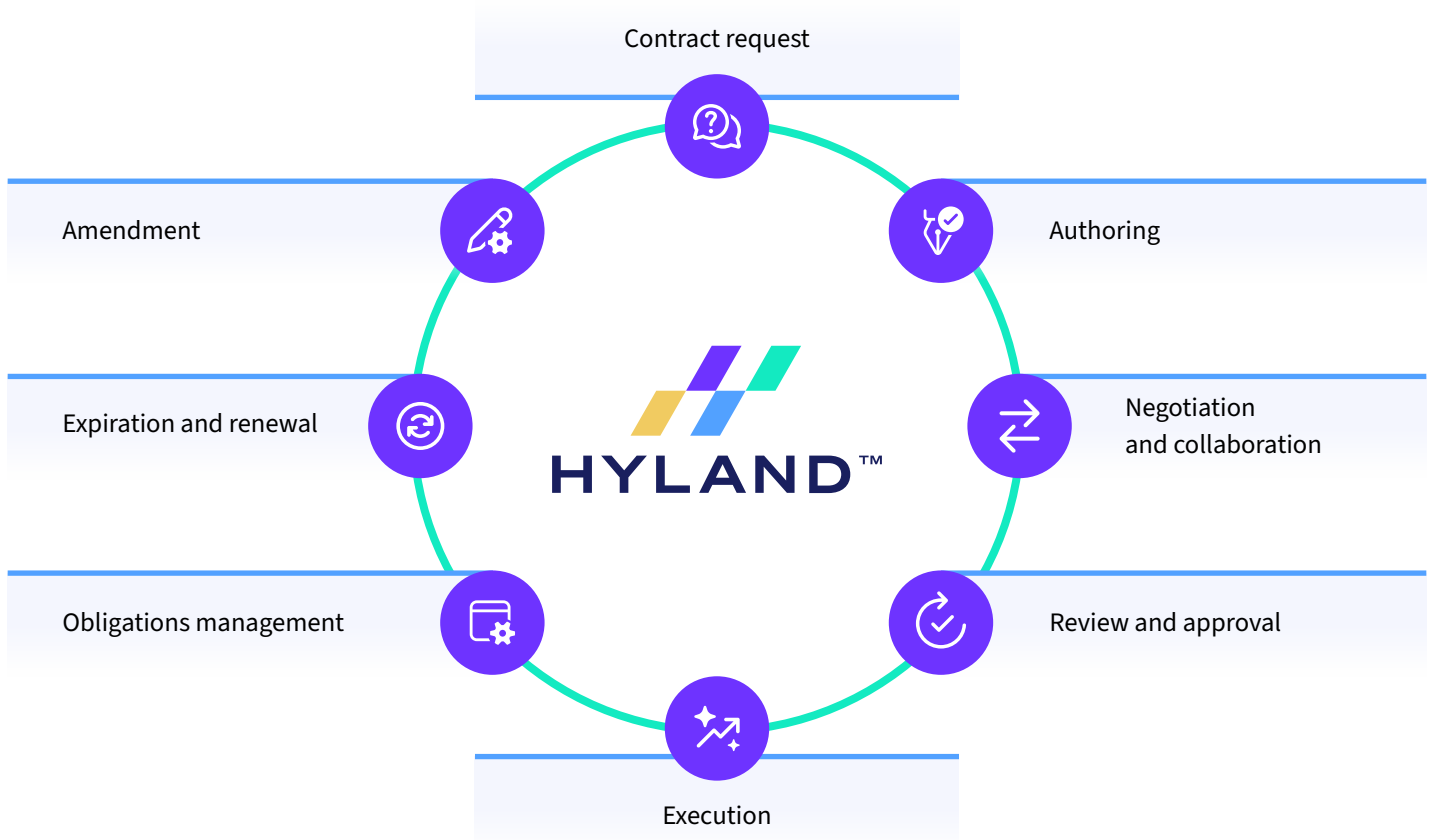 Contract request
Amendment
Authoring
Expiration and renewal
Negotiation
and collaboration
HYLAND™
Obligations management
Review and approval
Execution